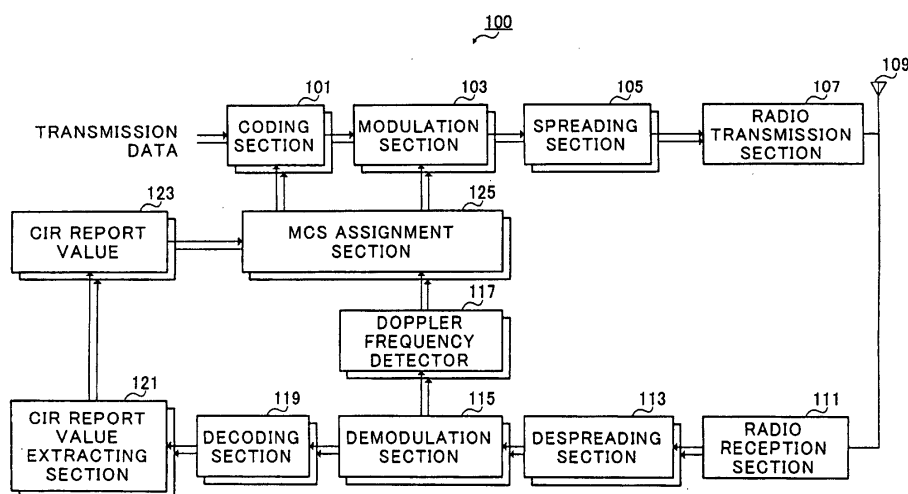 100
109
101
103
105
107
TRANSMISSION
DATA
CODING
SECTION
MODULATION
SECTION
SPREADING
SECTION
RADIO
TRANSMISSION
SECTION
123
125
CIR REPORT
VALUE
MCS ASSIGNMENT
SECTION
117
DOPPLER
FREQUENCY
DETECTOR
121
119
115
113
111
CIR REPORT
VALUE
EXTRACTING
SECTION
DECODING
SECTION
DEMODULATION
SECTION
DESPREADING
SECTION
RADIO
RECEPTION
SECTION